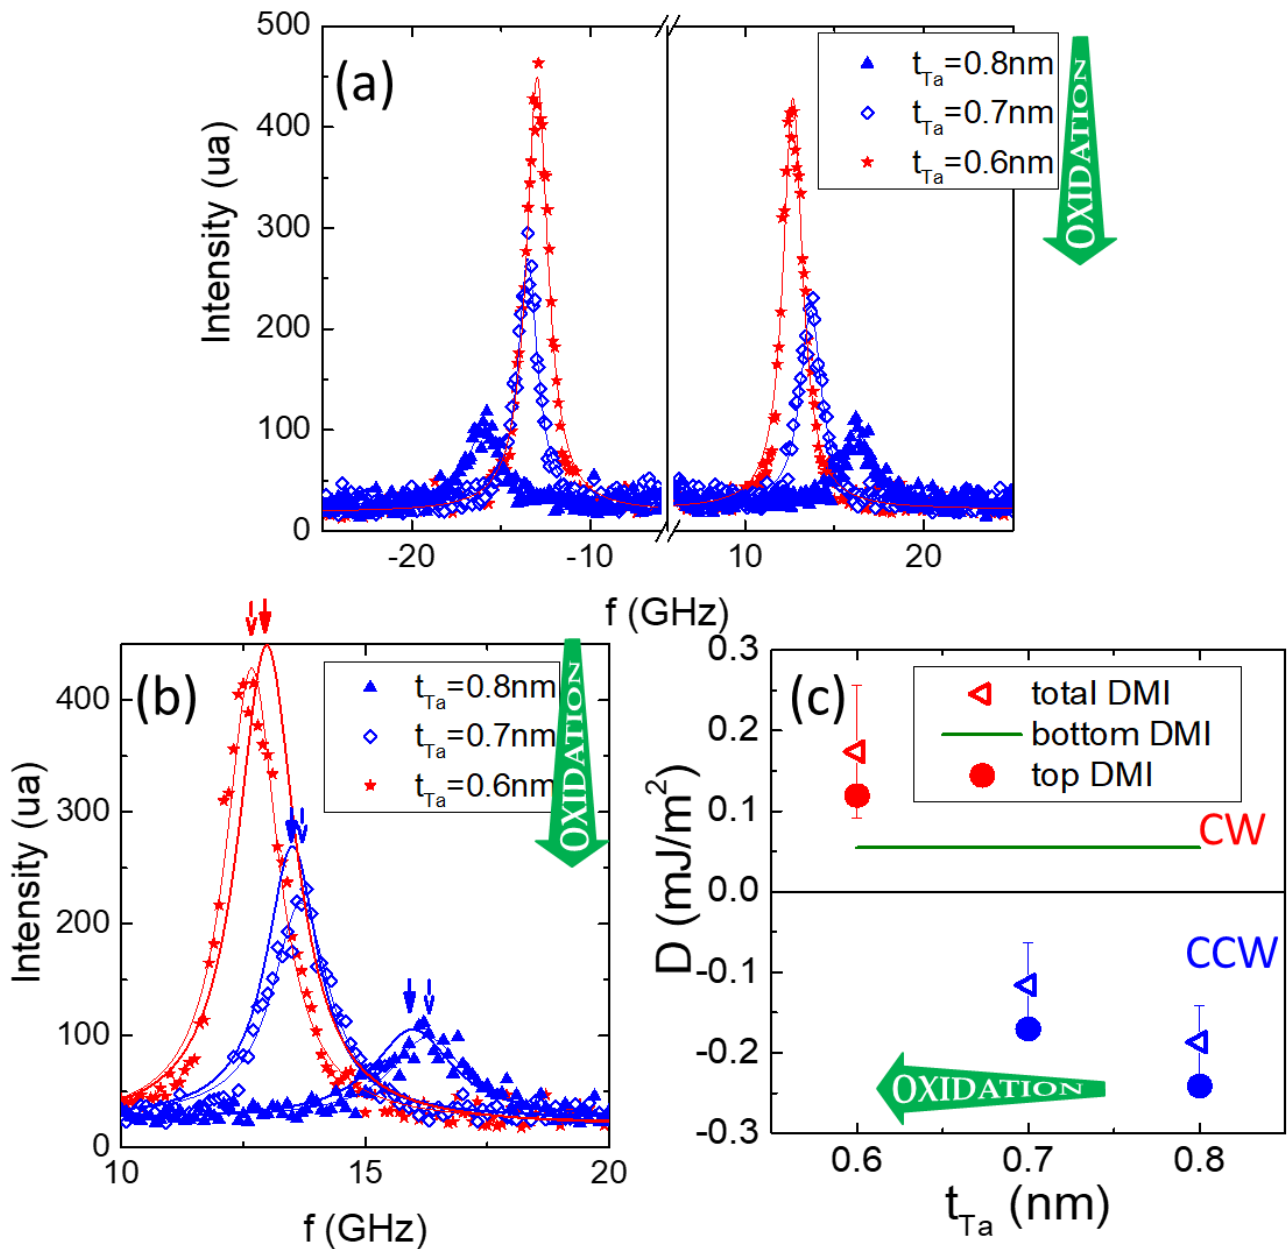 500
400
300
200
100
0
Intensity (ua)
(a)
t_Ta=0.8nm
t_Ta=0.7nm
t_Ta=0.6nm
OXIDATION
-20
-10
10
20
f (GHz)
400
300
200
100
0
Intensity (ua)
(b)
t_Ta=0.8nm
t_Ta=0.7nm
t_Ta=0.6nm
OXIDATION
10
15
20
f (GHz)
0.3
0.2
0.1
0.0
-0.1
-0.2
-0.3
D (mJ/m²)
(c)
total DMI
bottom DMI
top DMI
CW
CCW
OXIDATION
0.6
0.7
0.8
t_Ta (nm)